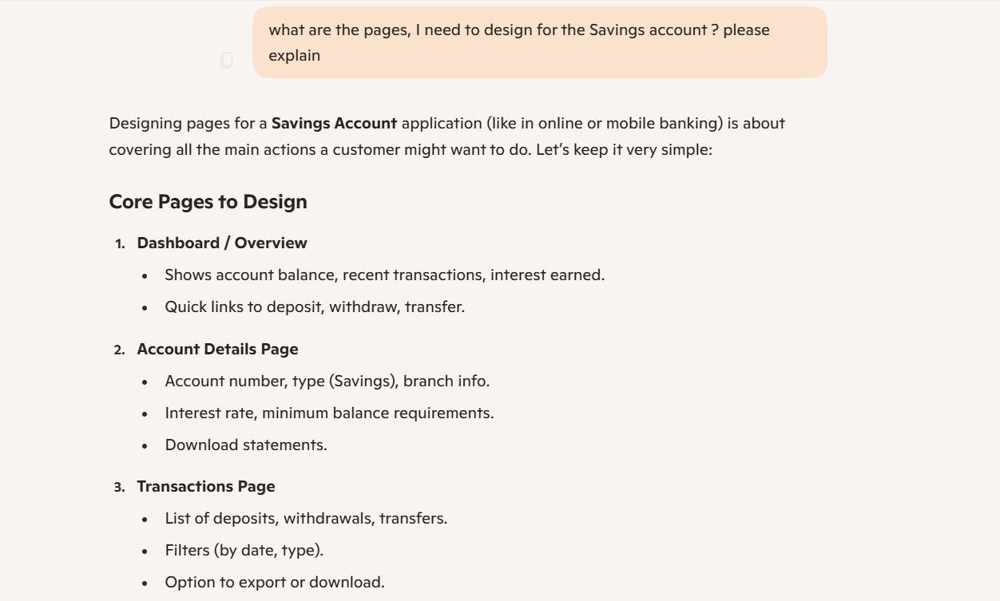 what are the pages, I need to design for the Savings account ? please
explain
Designing pages for a Savings Account application (like in online or mobile banking) is about
covering all the main actions a customer might want to do. Let’s keep it very simple:
Core Pages to Design
1. Dashboard / Overview
• Shows account balance, recent transactions, interest earned.
• Quick links to deposit, withdraw, transfer.
2. Account Details Page
• Account number, type (Savings), branch info.
• Interest rate, minimum balance requirements.
• Download statements.
3. Transactions Page
• List of deposits, withdrawals, transfers.
• Filters (by date, type).
• Option to export or download.